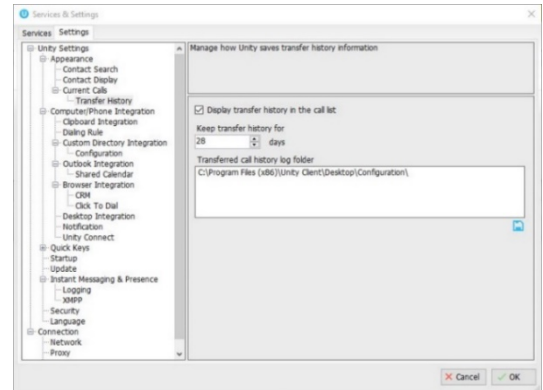 Services & Settings
Services Settings
Unity Settings
Appearance
Contact Search
Contact Display
Current Calls
Transfer History
Computer/Phone Integration
Clipboard Integration
Dialing Rule
Custom Directory Integration
Configuration
Outlook Integration
Shared Calendar
Browser Integration
CRM
Click To Dial
Desktop Integration
Notification
Unity Connect
Quick Keys
Startup
Update
Instant Messaging & Presence
Logging
XMPP
Security
Language
Connection
Network
Proxy
Manage how Unity saves transfer history information
Display transfer history in the call list
Keep transfer history for
28 days
Transferred call history log folder
C:\Program Files (x86)\Unity Client\Desktop\Configuration\
Cancel OK